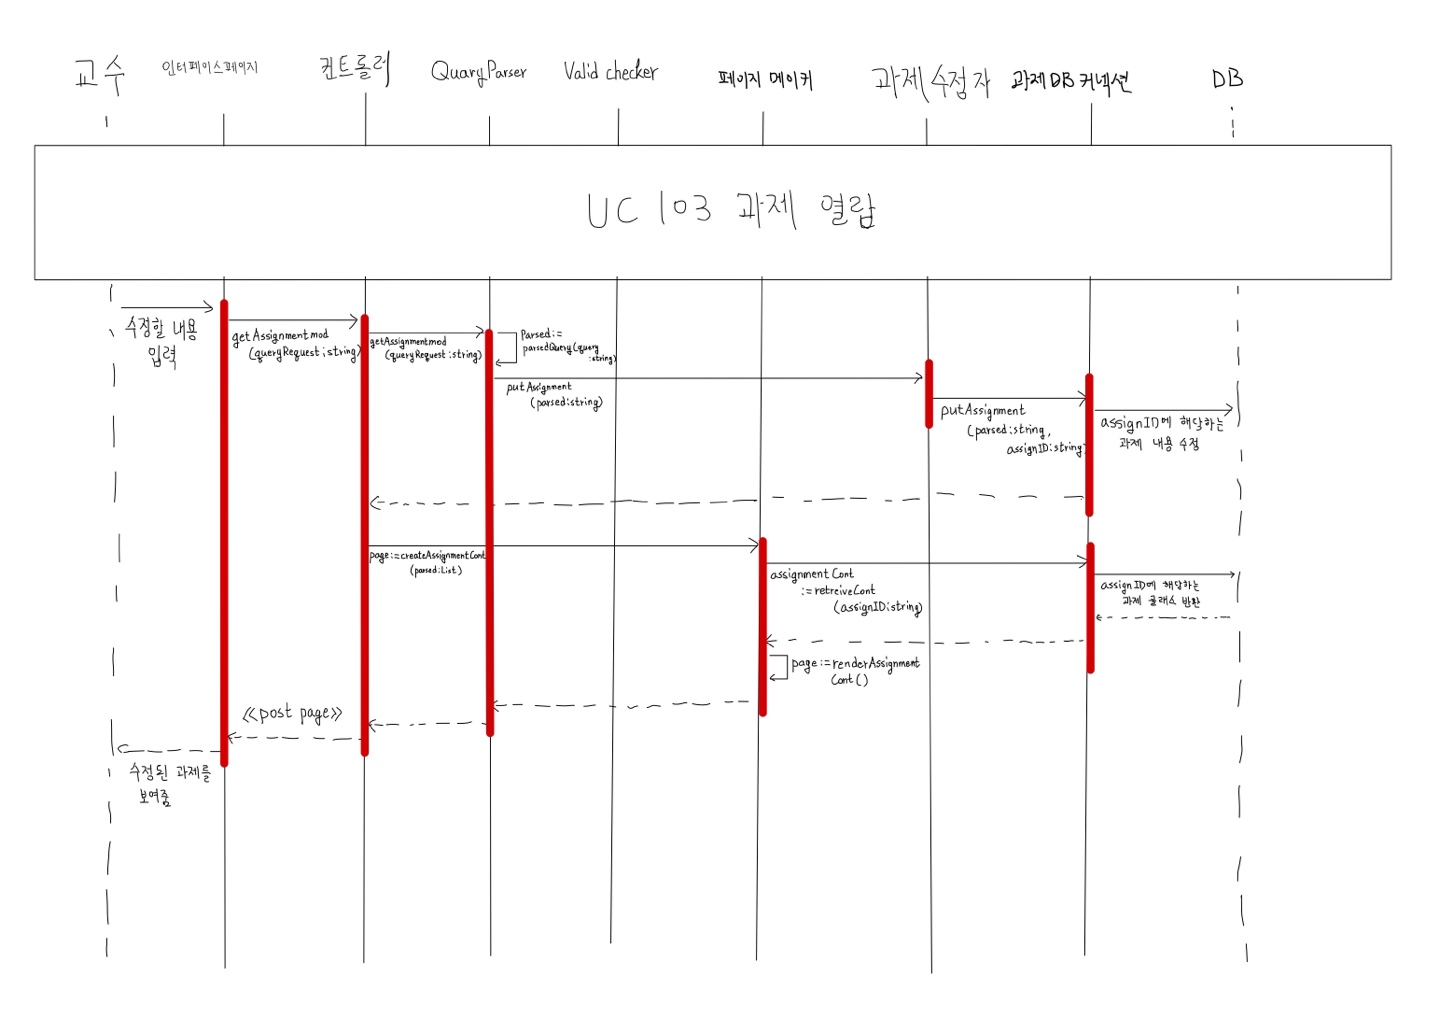 교수
인터페이스페이지
컨트롤러
QuaryParser
Valid checker
페이지 메이커
과제 수정자
과제 DB 커넥션
DB
UC 103 과제 열람
수정할 내용
입력
getAssignmentmod
(queryRequest:string)
getAssignmentmod
(queryRequest:string)
Parsed:=
parsedQuery(query
:string)
putAssignment
(parsed:string)
putAssignment
(parsed:string,
assignID:string)
assignID에 해당하는
과제 내용 수정
page:=createAssignmentCont
(parsed:List)
assignment Cont
:=retreiveCont
(assignID:string)
assignID에 해당하는
과제 클래스 반환
page:=renderAssignment
Cont()
《post page》
수정된 과제를
보여줌